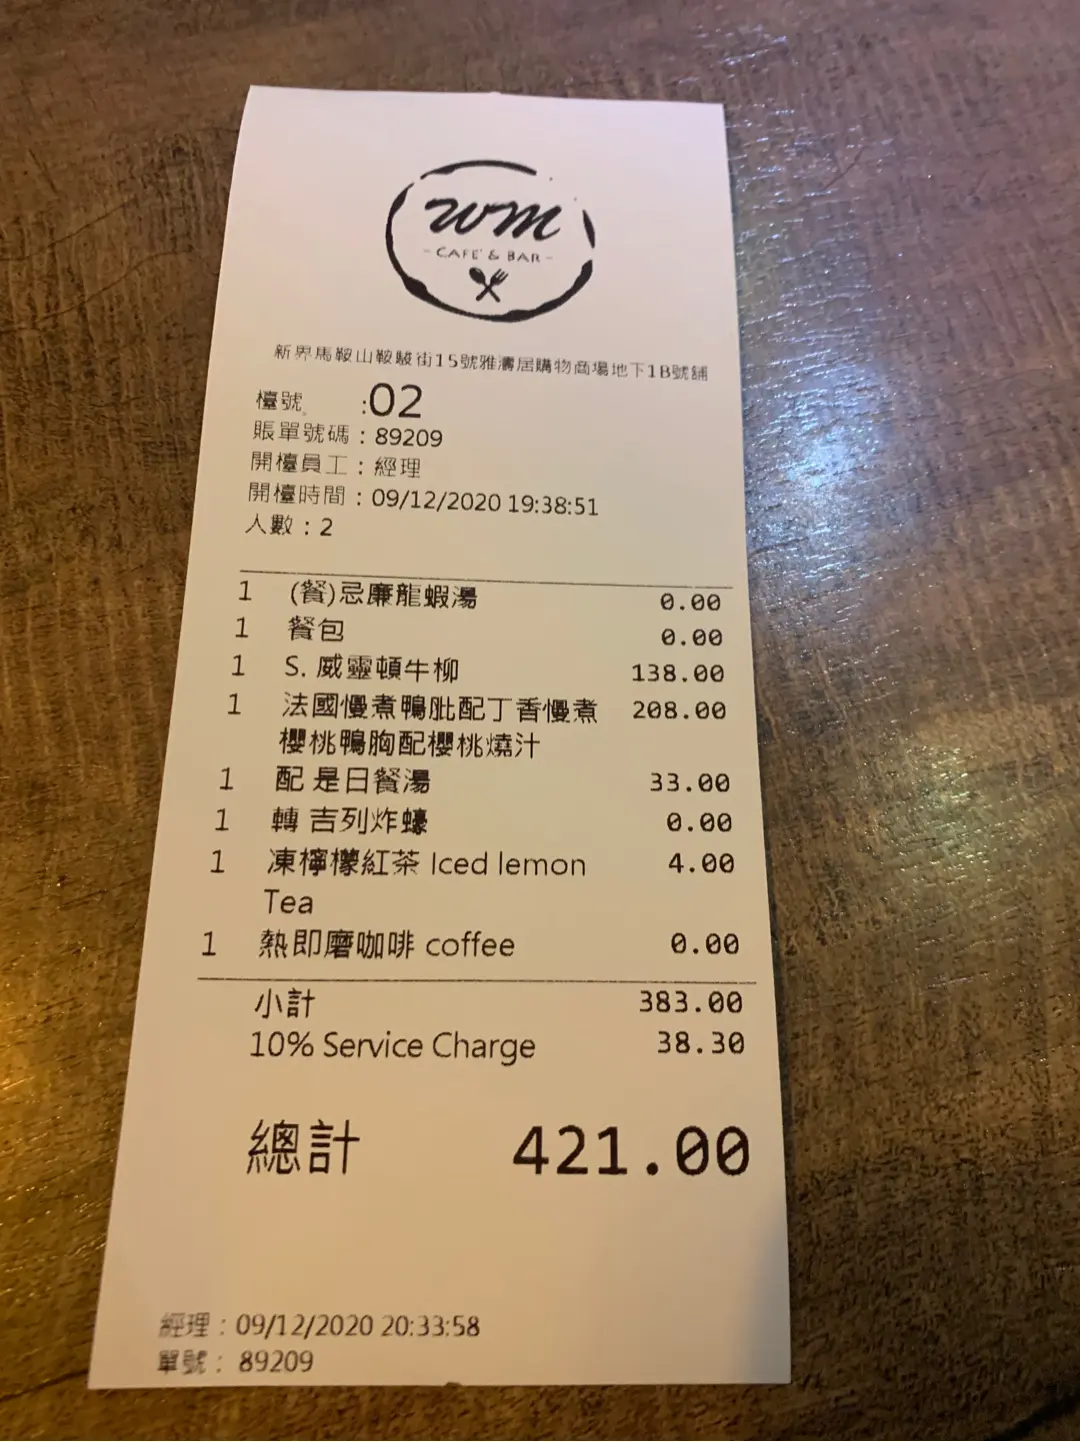 wm
- CAFE' & BAR -
新界馬鞍山鞍駿街15號雅濤居購物商場地下1B號舖
檯號 :02
賬單號碼：89209
開檯員工：經理
開檯時間：09/12/2020 19:38:51
人數：2
1 (餐)忌廉龍蝦湯 0.00
1 餐包 0.00
1 S. 威靈頓牛柳 138.00
1 法國慢煮鴨肶配丁香慢煮 208.00
櫻桃鴨胸配櫻桃燒汁
1 配 是日餐湯 33.00
1 轉 吉列炸蠔 0.00
1 凍檸檬紅茶 Iced lemon 4.00
Tea
1 熱即磨咖啡 coffee 0.00
小計 383.00
10% Service Charge 38.30
總計 421.00
經理：09/12/2020 20:33:58
單號：89209